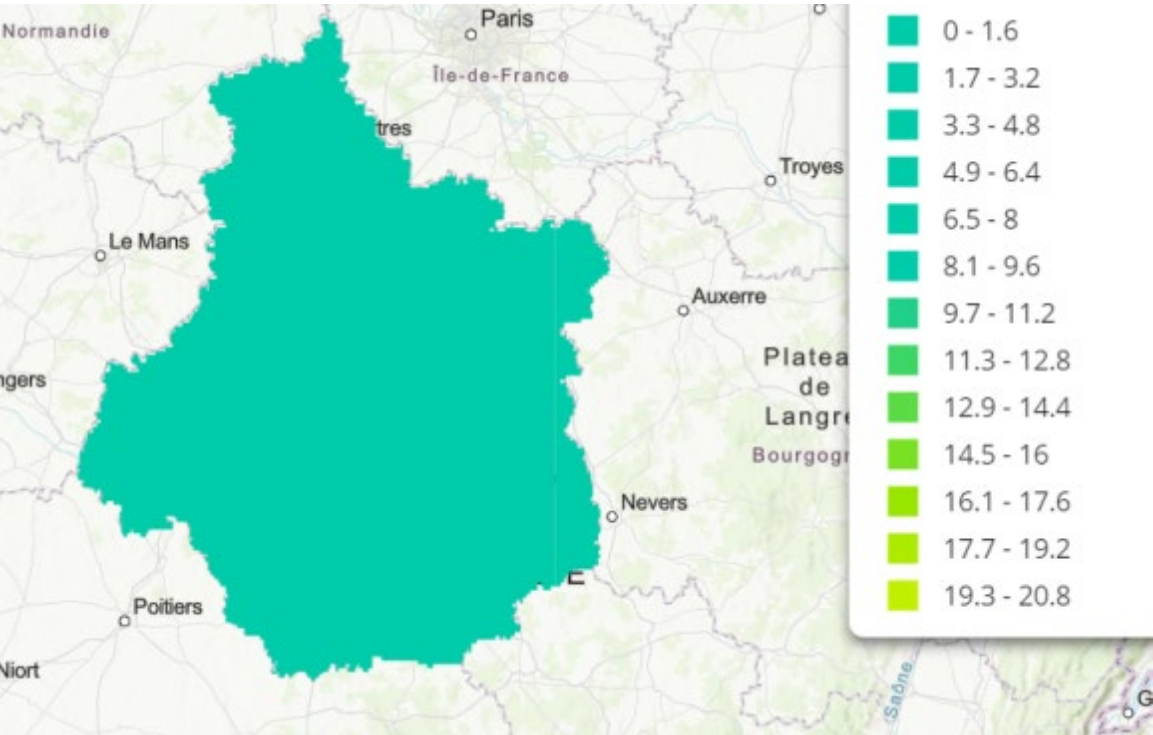 Paris
Normandie
Île-de-France
tres
Troyes
Le Mans
Auxerre
Platea
de
Langre
ngers
Bourgogn
Nevers
E
Poitiers
Niort
Saône
G
0 - 1.6
1.7 - 3.2
3.3 - 4.8
4.9 - 6.4
6.5 - 8
8.1 - 9.6
9.7 - 11.2
11.3 - 12.8
12.9 - 14.4
14.5 - 16
16.1 - 17.6
17.7 - 19.2
19.3 - 20.8